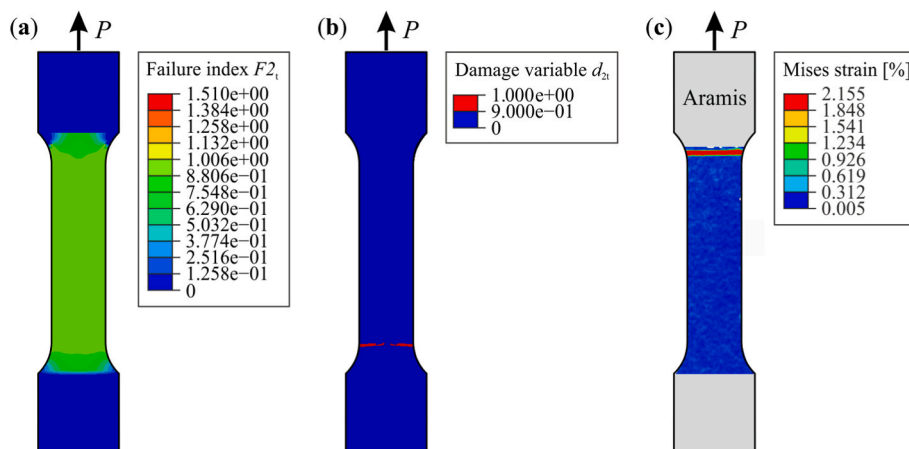 (a)
P
Failure index F2t
1.510e+00
1.384e+00
1.258e+00
1.132e+00
1.006e+00
8.806e−01
7.548e−01
6.290e−01
5.032e−01
3.774e−01
2.516e−01
1.258e−01
0
(b)
P
Damage variable d2t
1.000e+00
9.000e−01
0
(c)
P
Aramis
Mises strain [%]
2.155
1.848
1.541
1.234
0.926
0.619
0.312
0.005